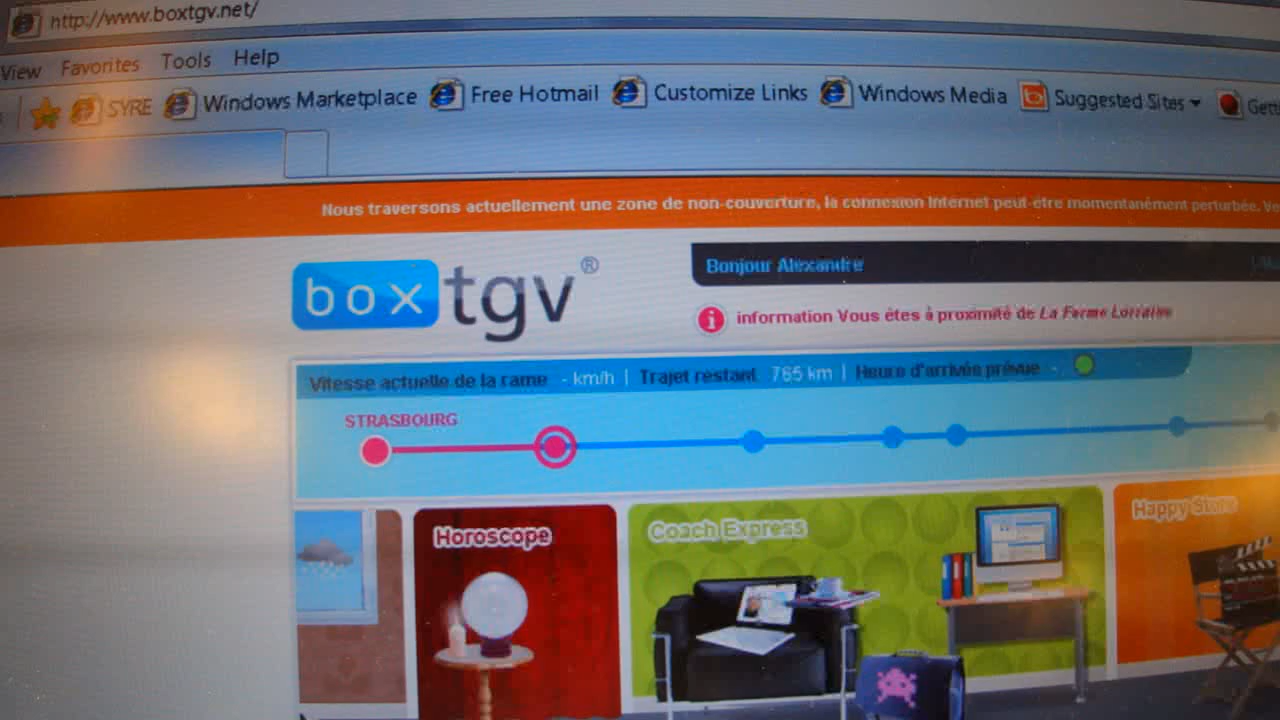 http://www.boxtgv.net/
View Favorites Tools Help
SYRE Windows Marketplace Free Hotmail Customize Links Windows Media Suggested Sites
Nous traversons actuellement une zone de non-couverture, la connexion Internet peut-être momentanément perturbée.
box tgv®
Bonjour Alexandre
i information Vous êtes à proximité de La Ferme Lorraine
Vitesse actuelle de la rame - km/h | Trajet restant 765 km | Heure d'arrivée prévue -
STRASBOURG
Horoscope
Coach Express
Happy Store